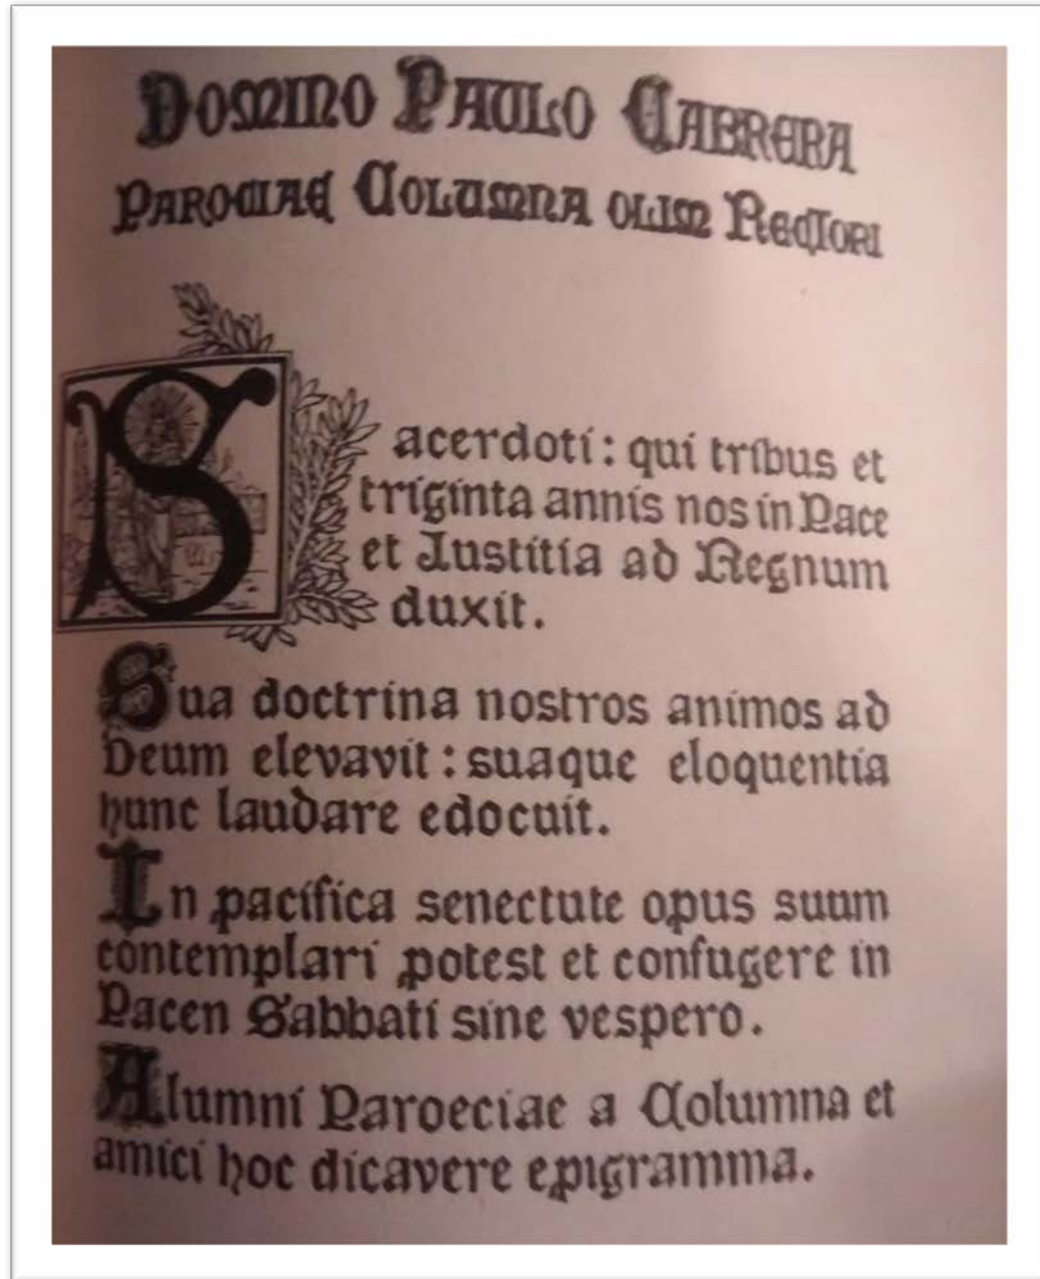 DOMINO PAULO CABRERA
PAROCIAE COLUMNA OLIM RECTORI
Sacerdoti: qui tribus et
triginta annis nos in Pace
et Iustitia ad Regnum
duxit.
Sua doctrina nostros animos ad
Deum elevavit: suaque eloquentia
hunc laudare edocuit.
In pacifica senectute opus suum
contemplari potest et confugere in
Pacen Sabbati sine vespero.
Alumni Paroeciae a Columna et
amici hoc dicavere epigramma.